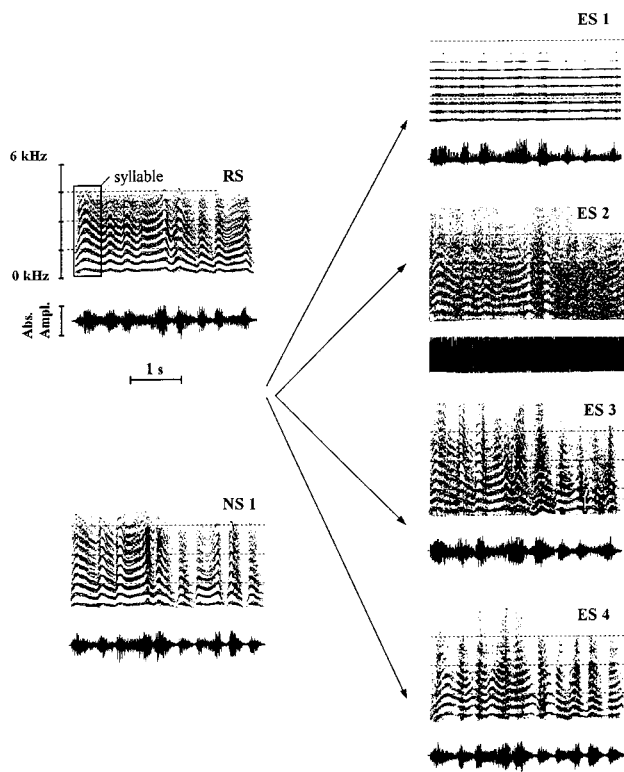 ES 1
6 kHz
syllable
RS
ES 2
0 kHz
Abs.
Ampl.
1 s
ES 3
NS 1
ES 4